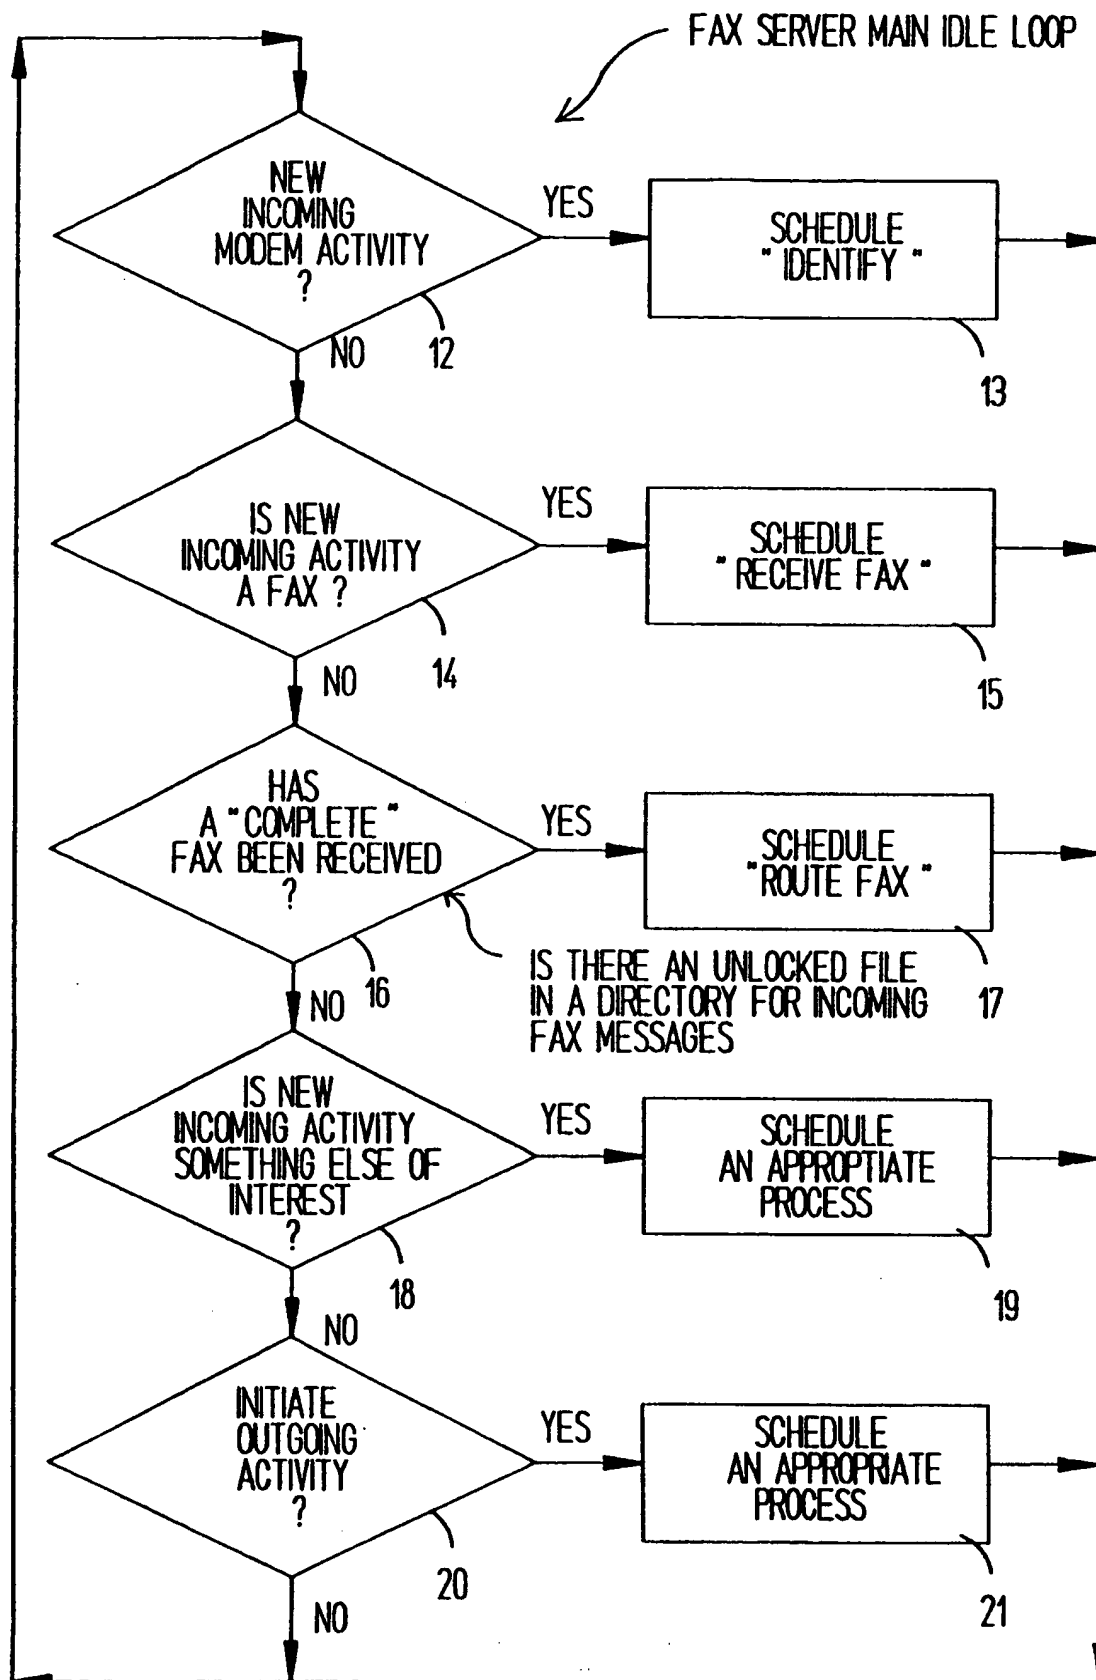 FAX SERVER MAIN IDLE LOOP
NEW
INCOMING
MODEM ACTIVITY
?
12
YES
NO
SCHEDULE
"IDENTIFY"
13
IS NEW
INCOMING ACTIVITY
A FAX ?
14
YES
NO
SCHEDULE
"RECEIVE FAX"
15
HAS
A "COMPLETE"
FAX BEEN RECEIVED
?
16
YES
NO
SCHEDULE
"ROUTE FAX"
17
IS THERE AN UNLOCKED FILE
IN A DIRECTORY FOR INCOMING
FAX MESSAGES
IS NEW
INCOMING ACTIVITY
SOMETHING ELSE OF
INTEREST
?
18
YES
NO
SCHEDULE
AN APPROPTIATE
PROCESS
19
INITIATE
OUTGOING
ACTIVITY
?
20
YES
NO
SCHEDULE
AN APPROPRIATE
PROCESS
21